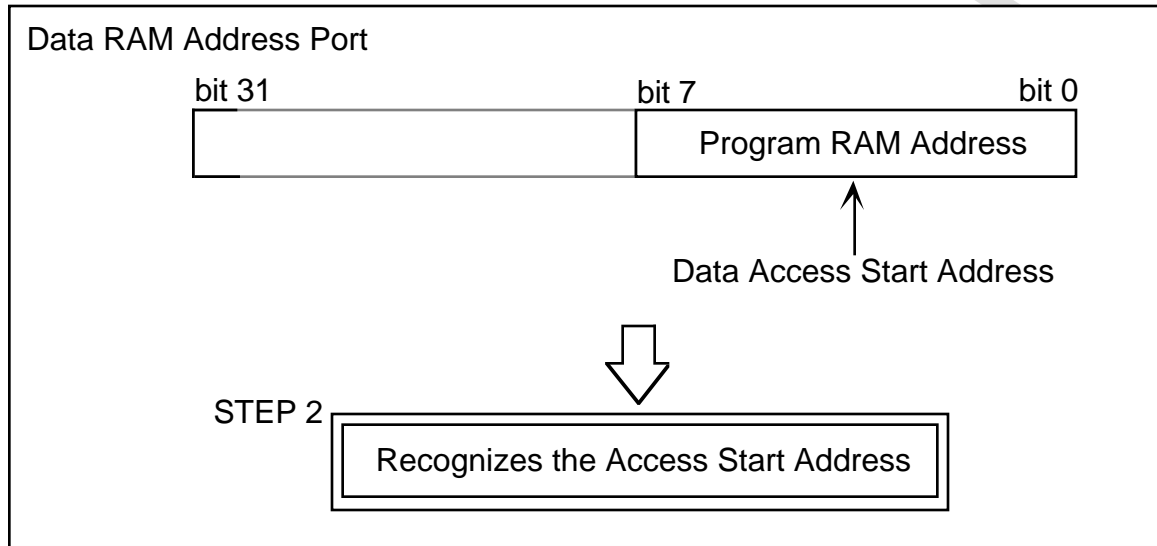 Data RAM Address Port
bit 31 bit 7 bit 0
Program RAM Address
Data Access Start Address
STEP 2
Recognizes the Access Start Address